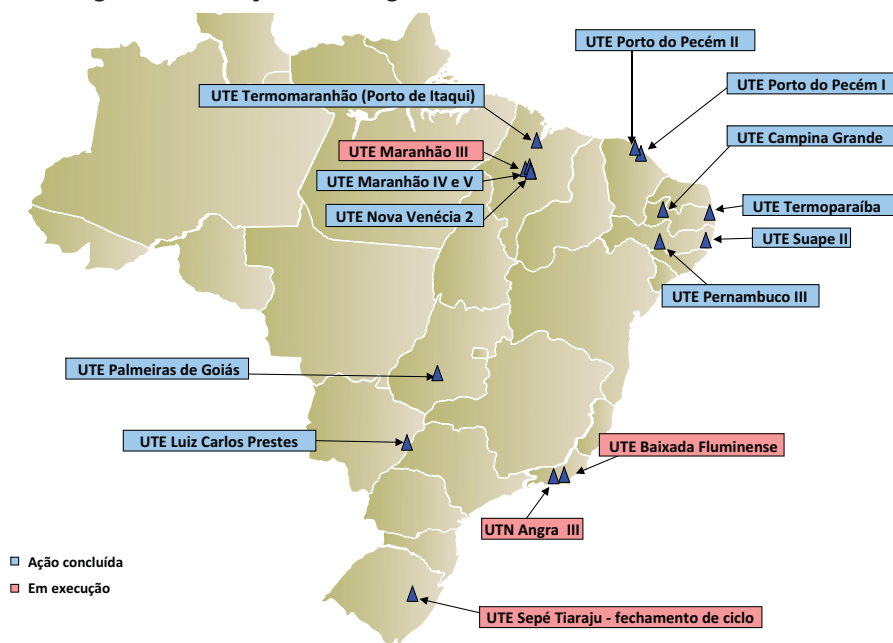 UTE Porto do Pecém II
UTE Termomaranhão (Porto de Itaqui)
UTE Porto do Pecém I
UTE Campina Grande
UTE Maranhão III
UTE Maranhão IV e V
UTE Nova Venécia 2
UTE Termoparaíba
UTE Suape II
UTE Pernambuco III
UTE Palmeiras de Goiás
UTE Luiz Carlos Prestes
UTE Baixada Fluminense
UTN Angra III
Ação concluída
Em execução
UTE Sepé Tiaraju - fechamento de ciclo